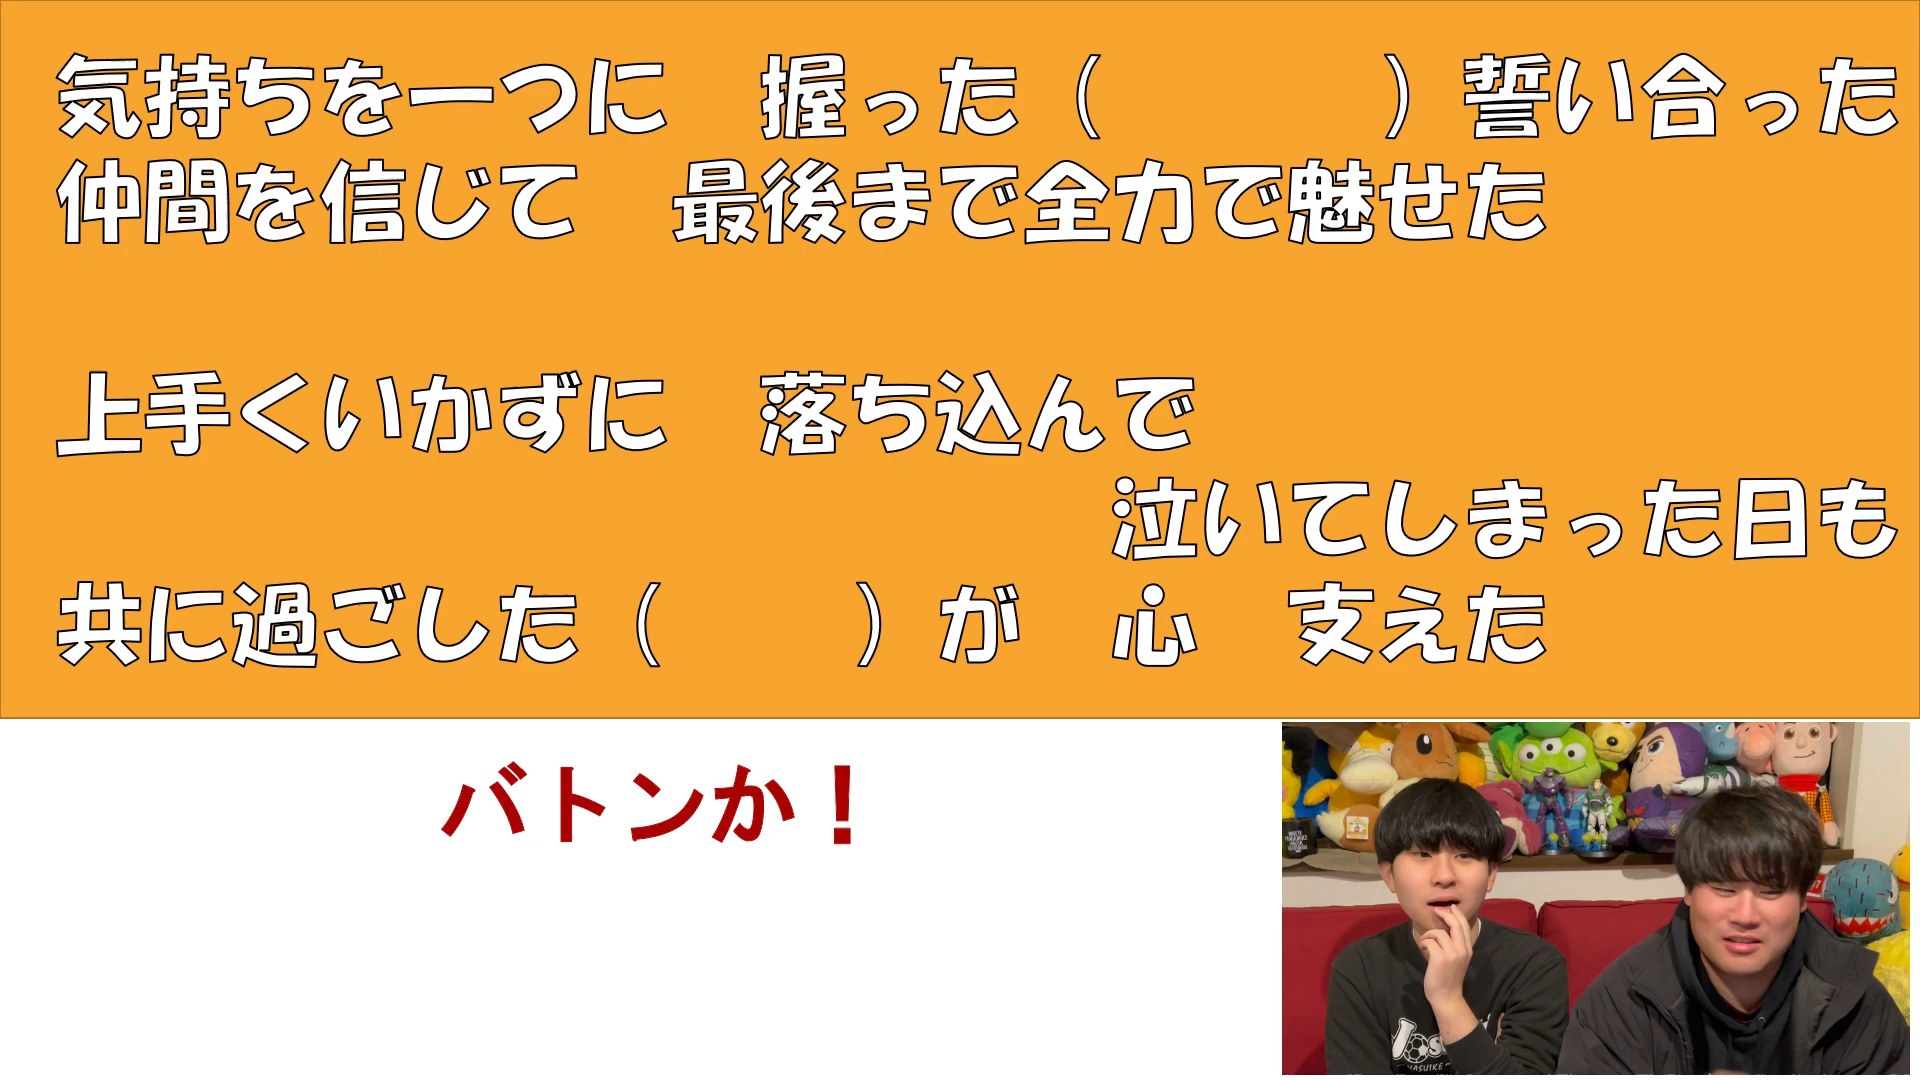 気持ちを一つに　握った（　　　）誓い合った
仲間を信じて　最後まで全力で魅せた
上手くいかずに　落ち込んで
泣いてしまった日も
共に過ごした（　　）が　心　支えた
バトンか！